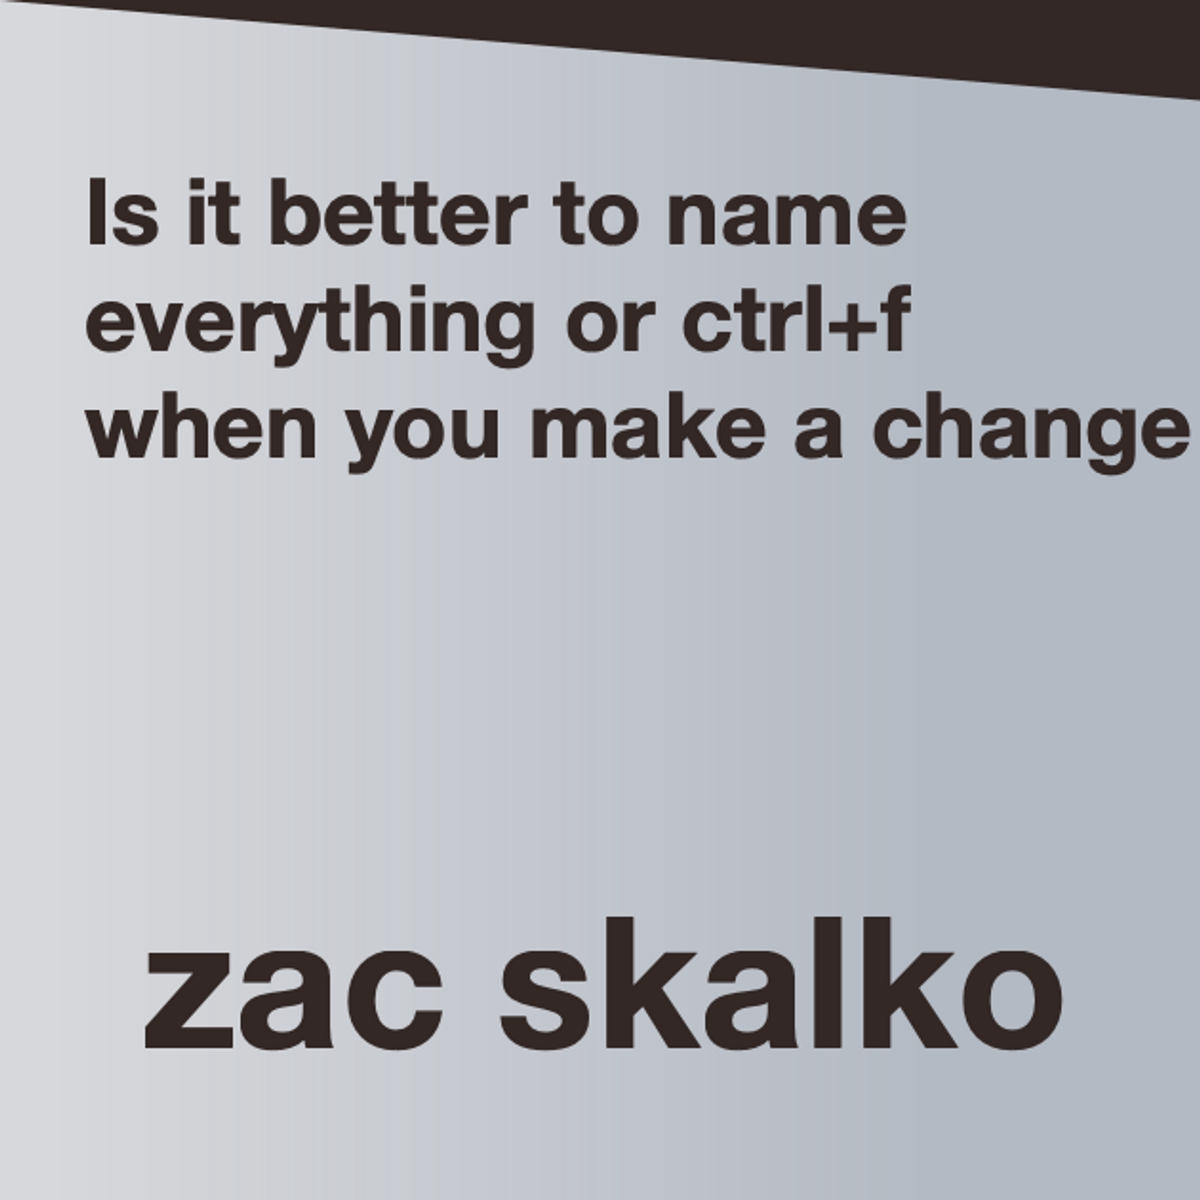 Is it better to name
everything or ctrl+f
when you make a change
zac skalko